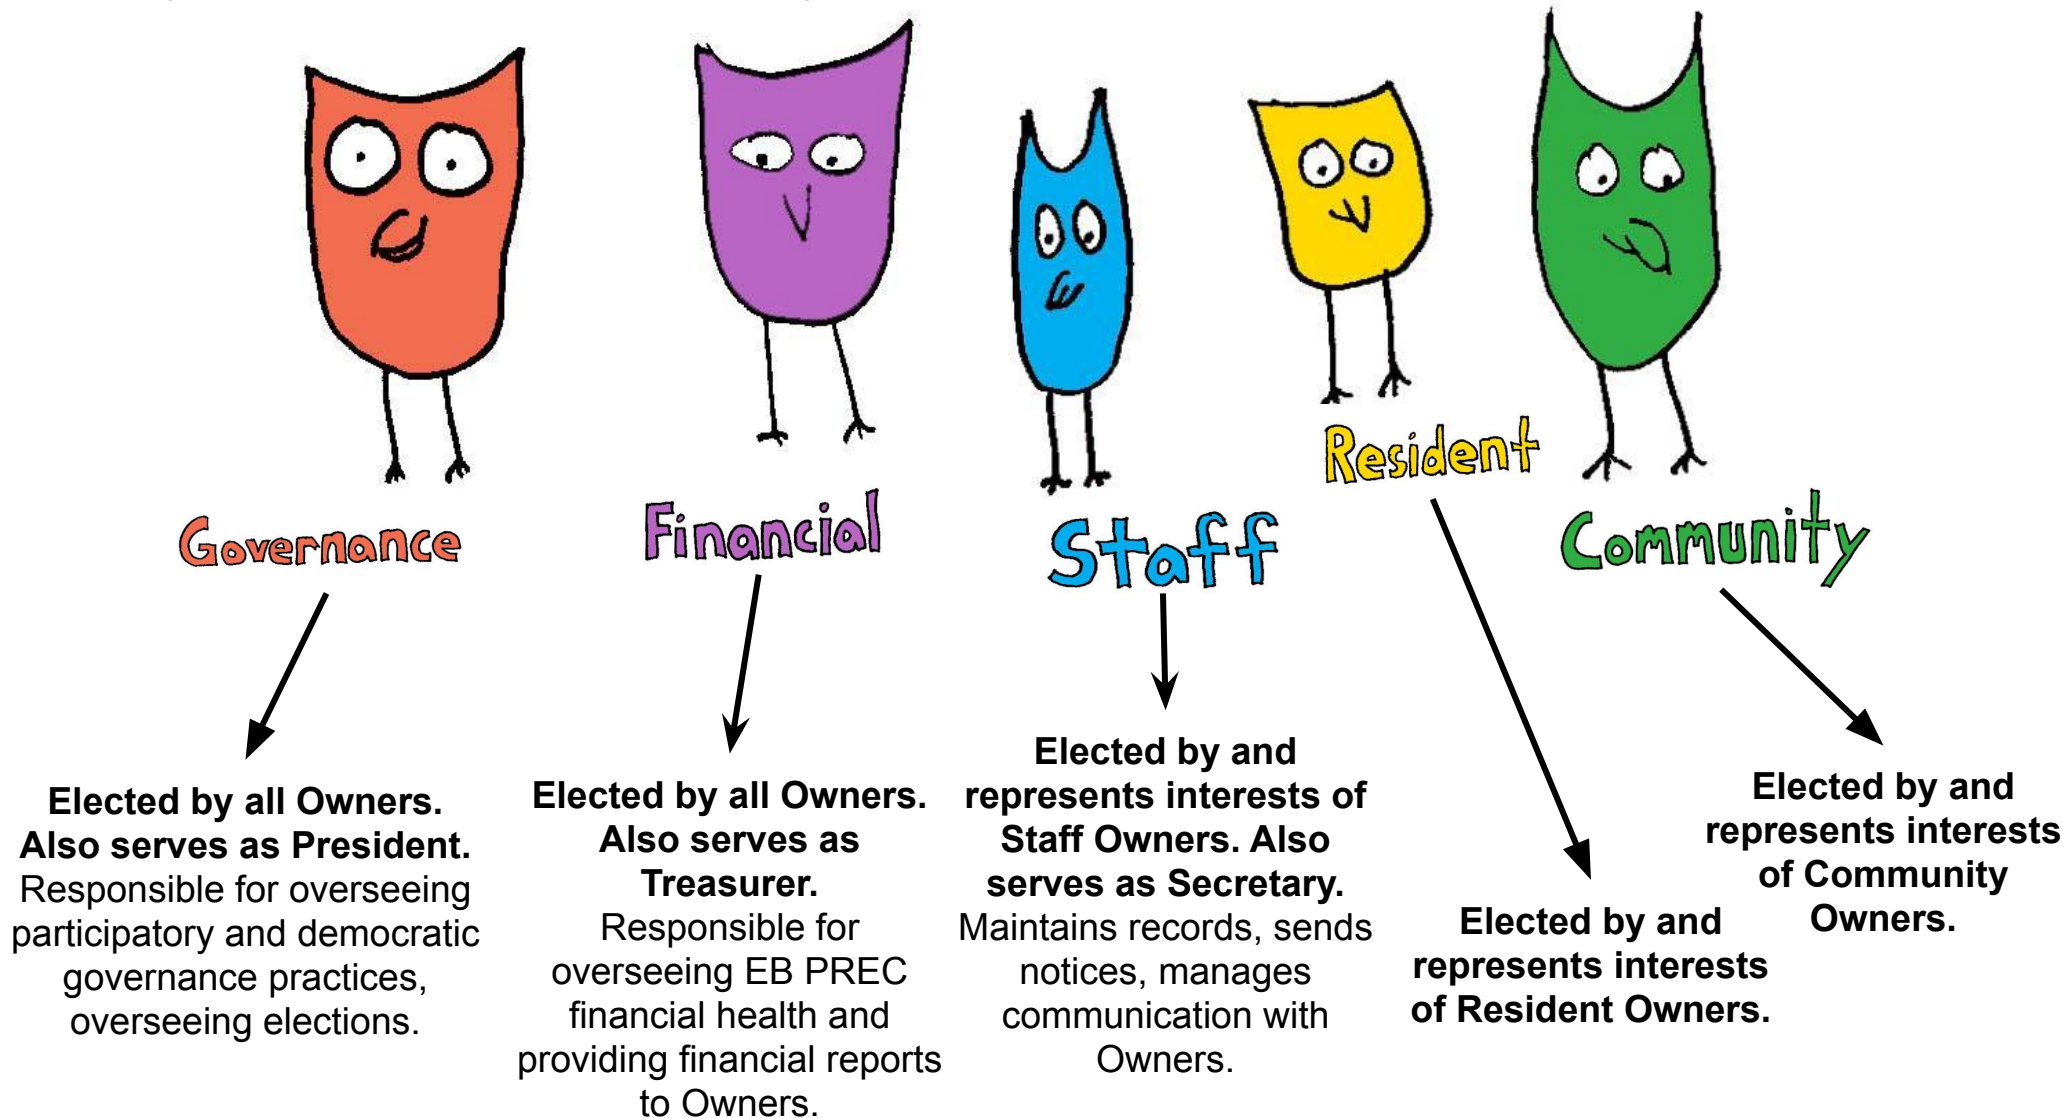 Governance
Financial
Staff
Resident
Community
Elected by all Owners.
Also serves as President.
Responsible for overseeing
participatory and democratic
governance practices,
overseeing elections.
Elected by all Owners.
Also serves as
Treasurer.
Responsible for
overseeing EB PREC
financial health and
providing financial reports
to Owners.
Elected by and
represents interests of
Staff Owners. Also
serves as Secretary.
Maintains records, sends
notices, manages
communication with
Owners.
Elected by and
represents interests
of Resident Owners.
Elected by and
represents interests
of Community
Owners.